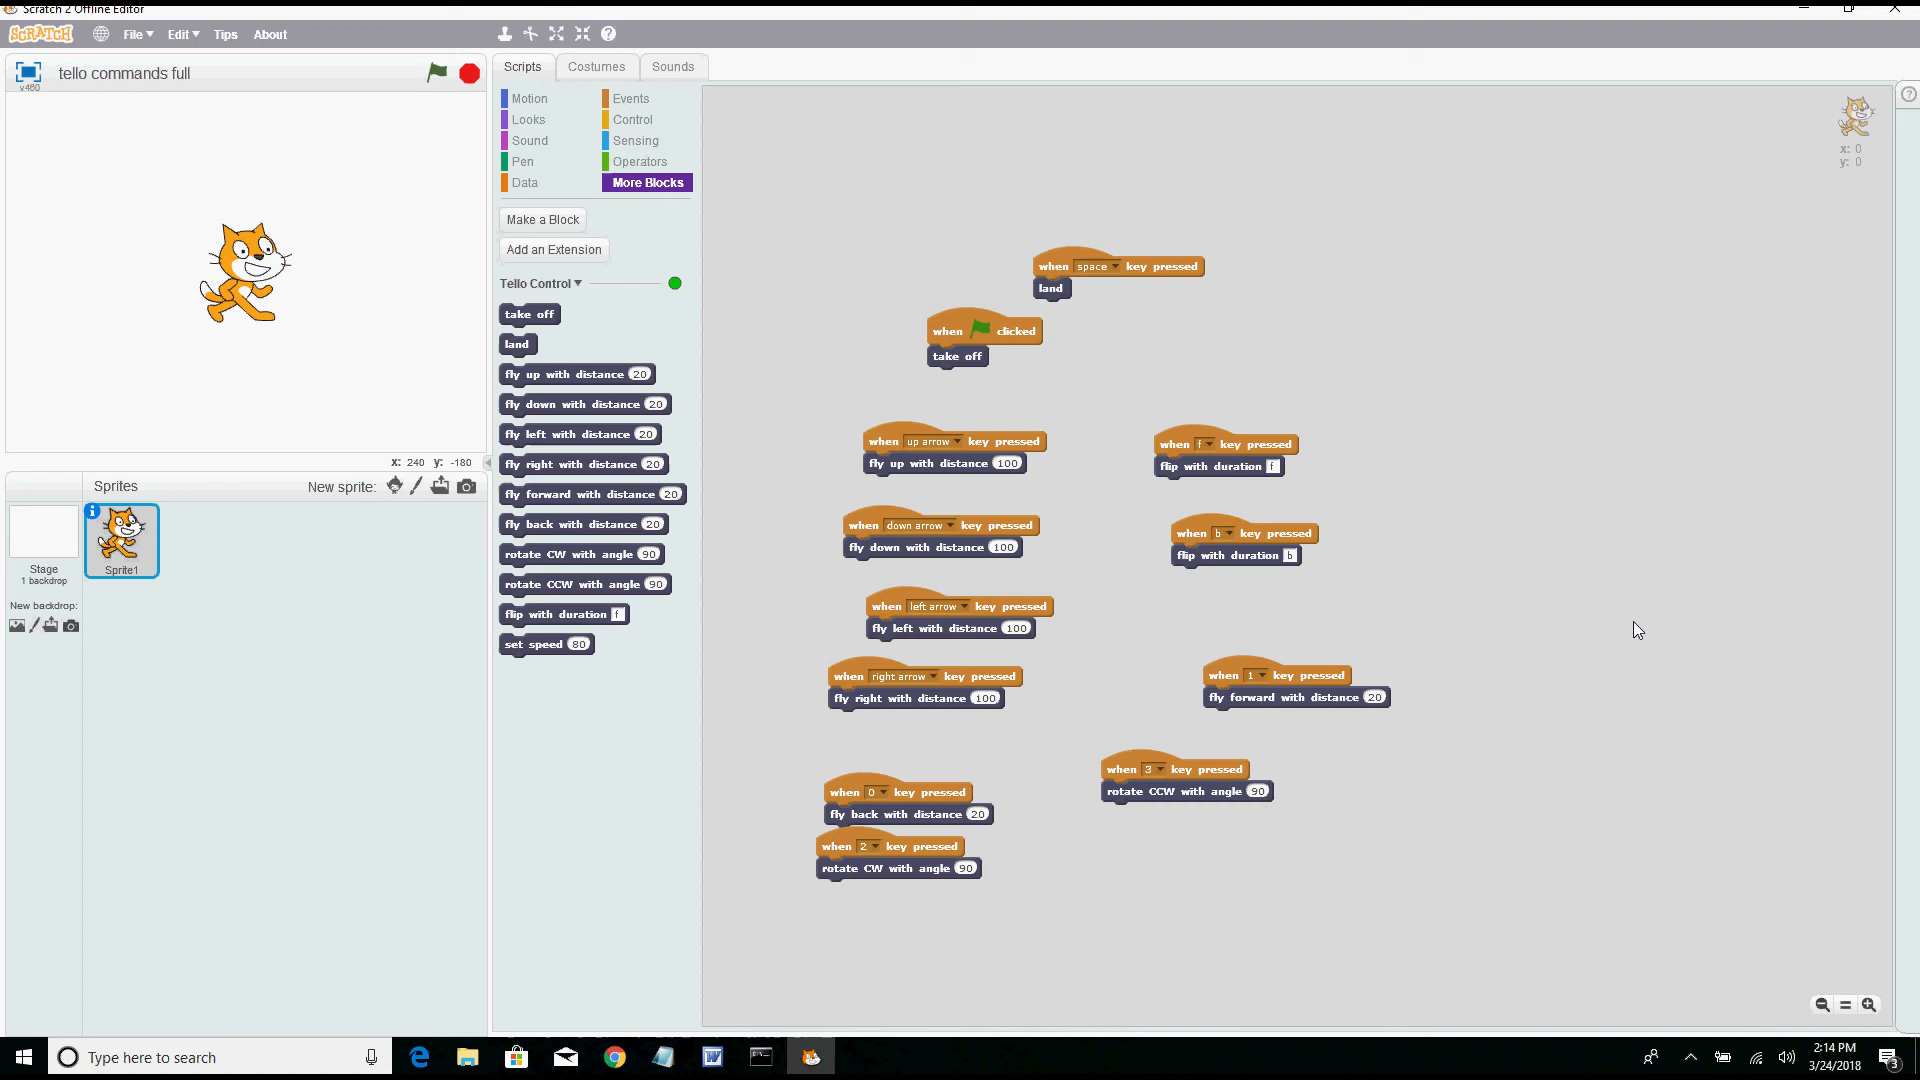 Scratch 2 Offline Editor
SCRATCH File Edit Tips About
tello commands full
v460
x: 240 y: -180
Sprites New sprite:
Stage
1 backdrop
New backdrop:
Sprite1
Scripts Costumes Sounds
Motion Events
Looks Control
Sound Sensing
Pen Operators
Data More Blocks
Make a Block
Add an Extension
Tello Control
take off
land
fly up with distance 20
fly down with distance 20
fly left with distance 20
fly right with distance 20
fly forward with distance 20
fly back with distance 20
rotate CW with angle 90
rotate CCW with angle 90
flip with duration f
set speed 80
x: 0
y: 0
when space key pressed
land
when clicked
take off
when up arrow key pressed
fly up with distance 100
when f key pressed
flip with duration f
when down arrow key pressed
fly down with distance 100
when b key pressed
flip with duration b
when left arrow key pressed
fly left with distance 100
when right arrow key pressed
fly right with distance 100
when 1 key pressed
fly forward with distance 20
when 3 key pressed
rotate CCW with angle 90
when 0 key pressed
fly back with distance 20
when 2 key pressed
rotate CW with angle 90
Type here to search
2:14 PM
3/24/2018
3